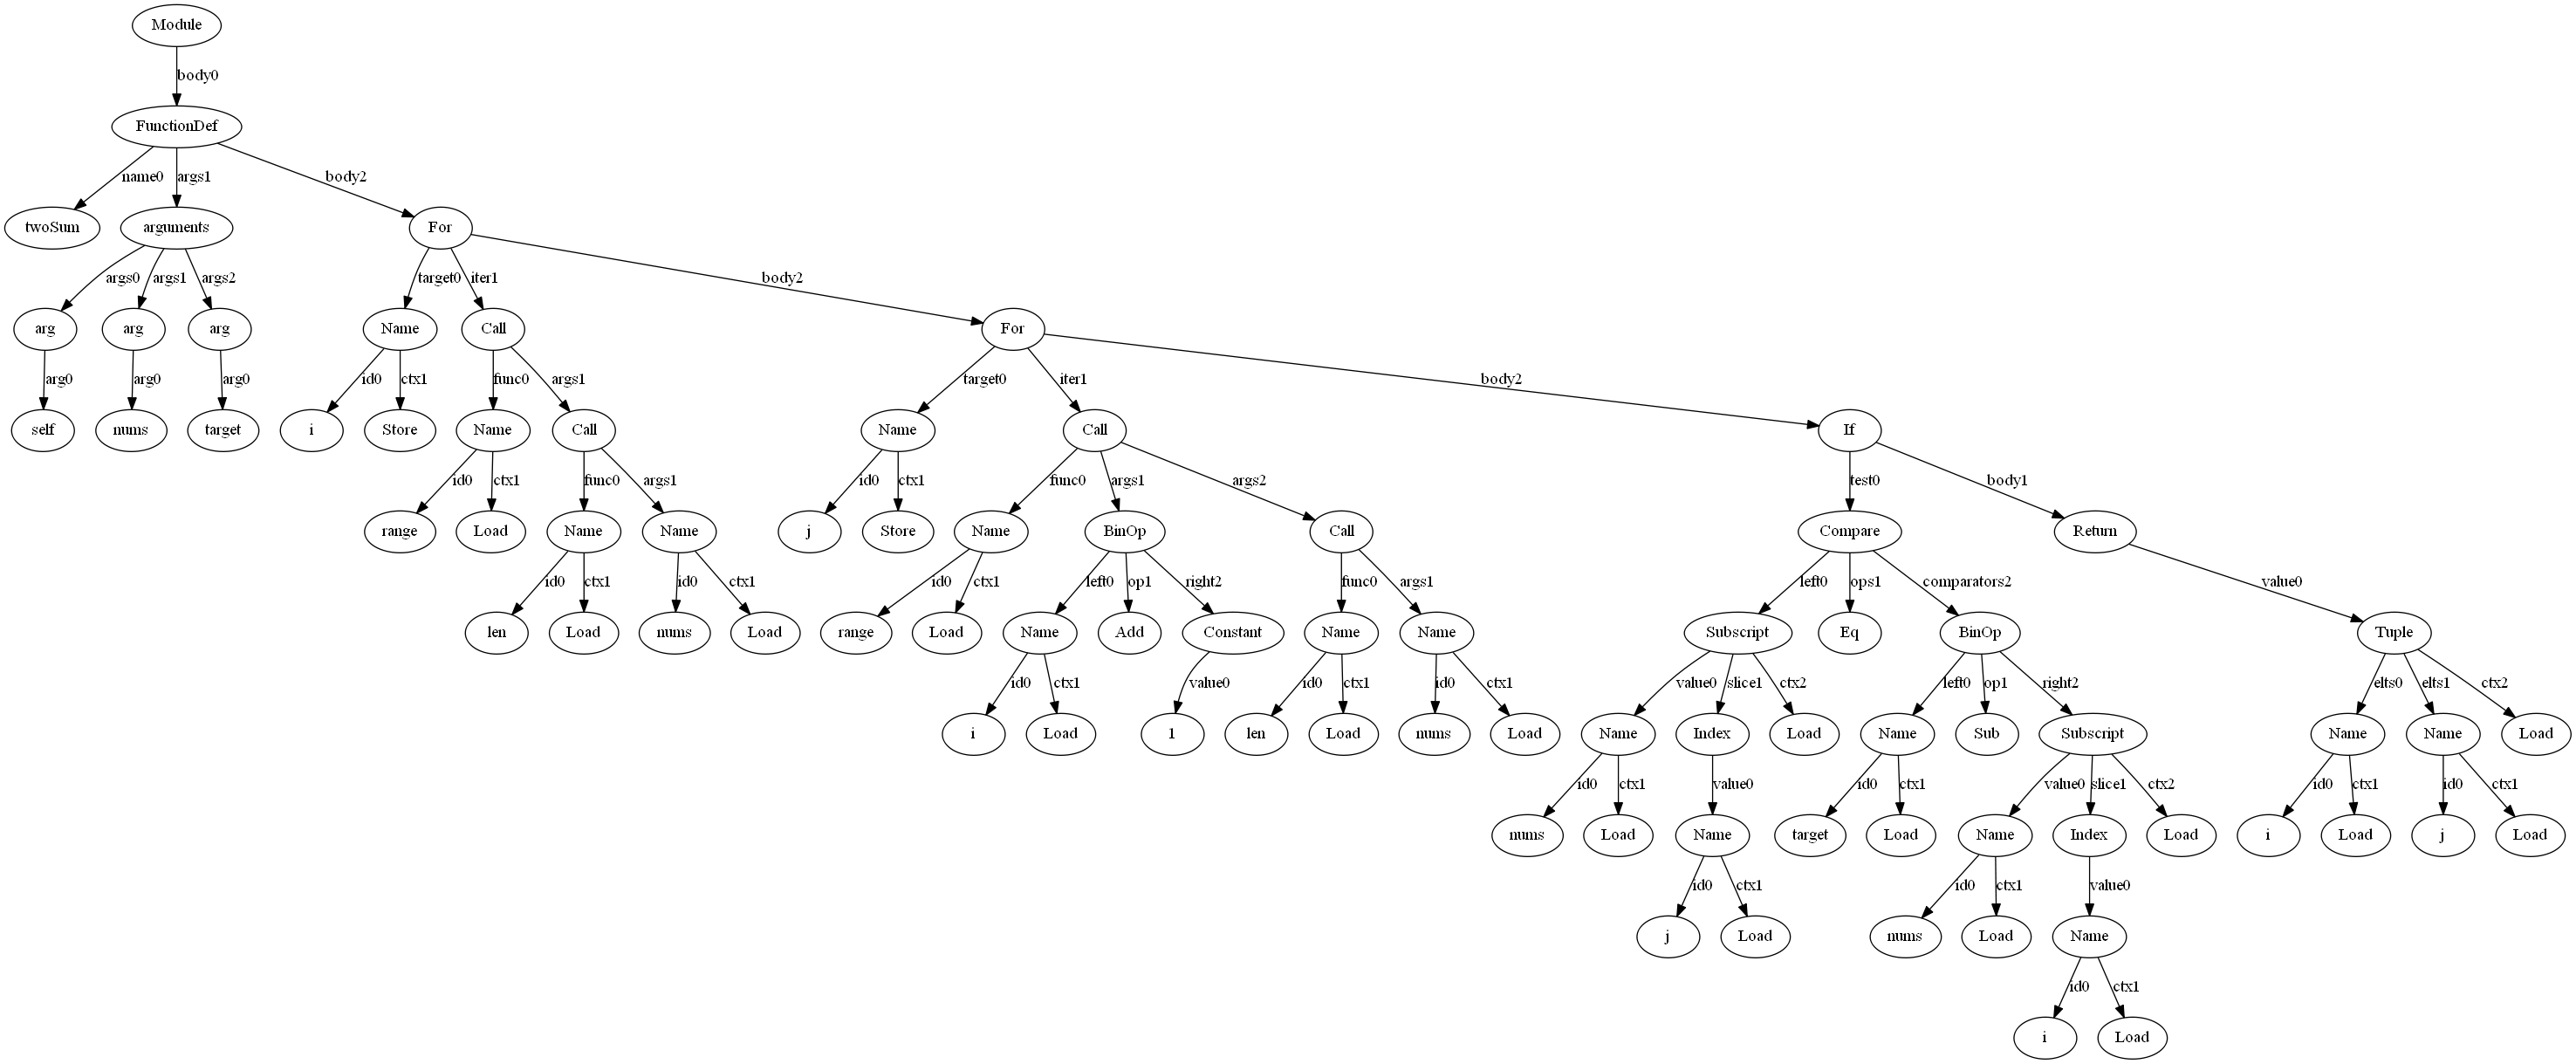 Module
body0
FunctionDef
name0 args1 body2
twoSum arguments For
args0 args1 args2 target0 iter1 body2
arg arg arg Name Call For
arg0 arg0 arg0 id0 ctx1 func0 args1 target0 iter1 body2
self nums target i Store Name Call Name Call If
id0 ctx1 func0 args1 id0 ctx1 func0 args1 args2 test0 body1
range Load Name Name j Store Name BinOp Call Compare Return
id0 ctx1 id0 ctx1 id0 ctx1 left0 op1 right2 func0 args1 left0 ops1 comparators2 value0
len Load nums Load range Load Name Add Constant Name Name Subscript Eq BinOp Tuple
id0 ctx1 value0 id0 ctx1 id0 ctx1 value0 slice1 ctx2 left0 op1 right2 elts0 elts1 ctx2
i Load 1 len Load nums Load Name Index Load Name Sub Subscript Name Name Load
id0 ctx1 value0 id0 ctx1 value0 slice1 ctx2 id0 ctx1 id0 ctx1
nums Load Name target Load Name Index Load i Load j Load
id0 ctx1 id0 ctx1 value0
j Load nums Load Name
id0 ctx1
i Load